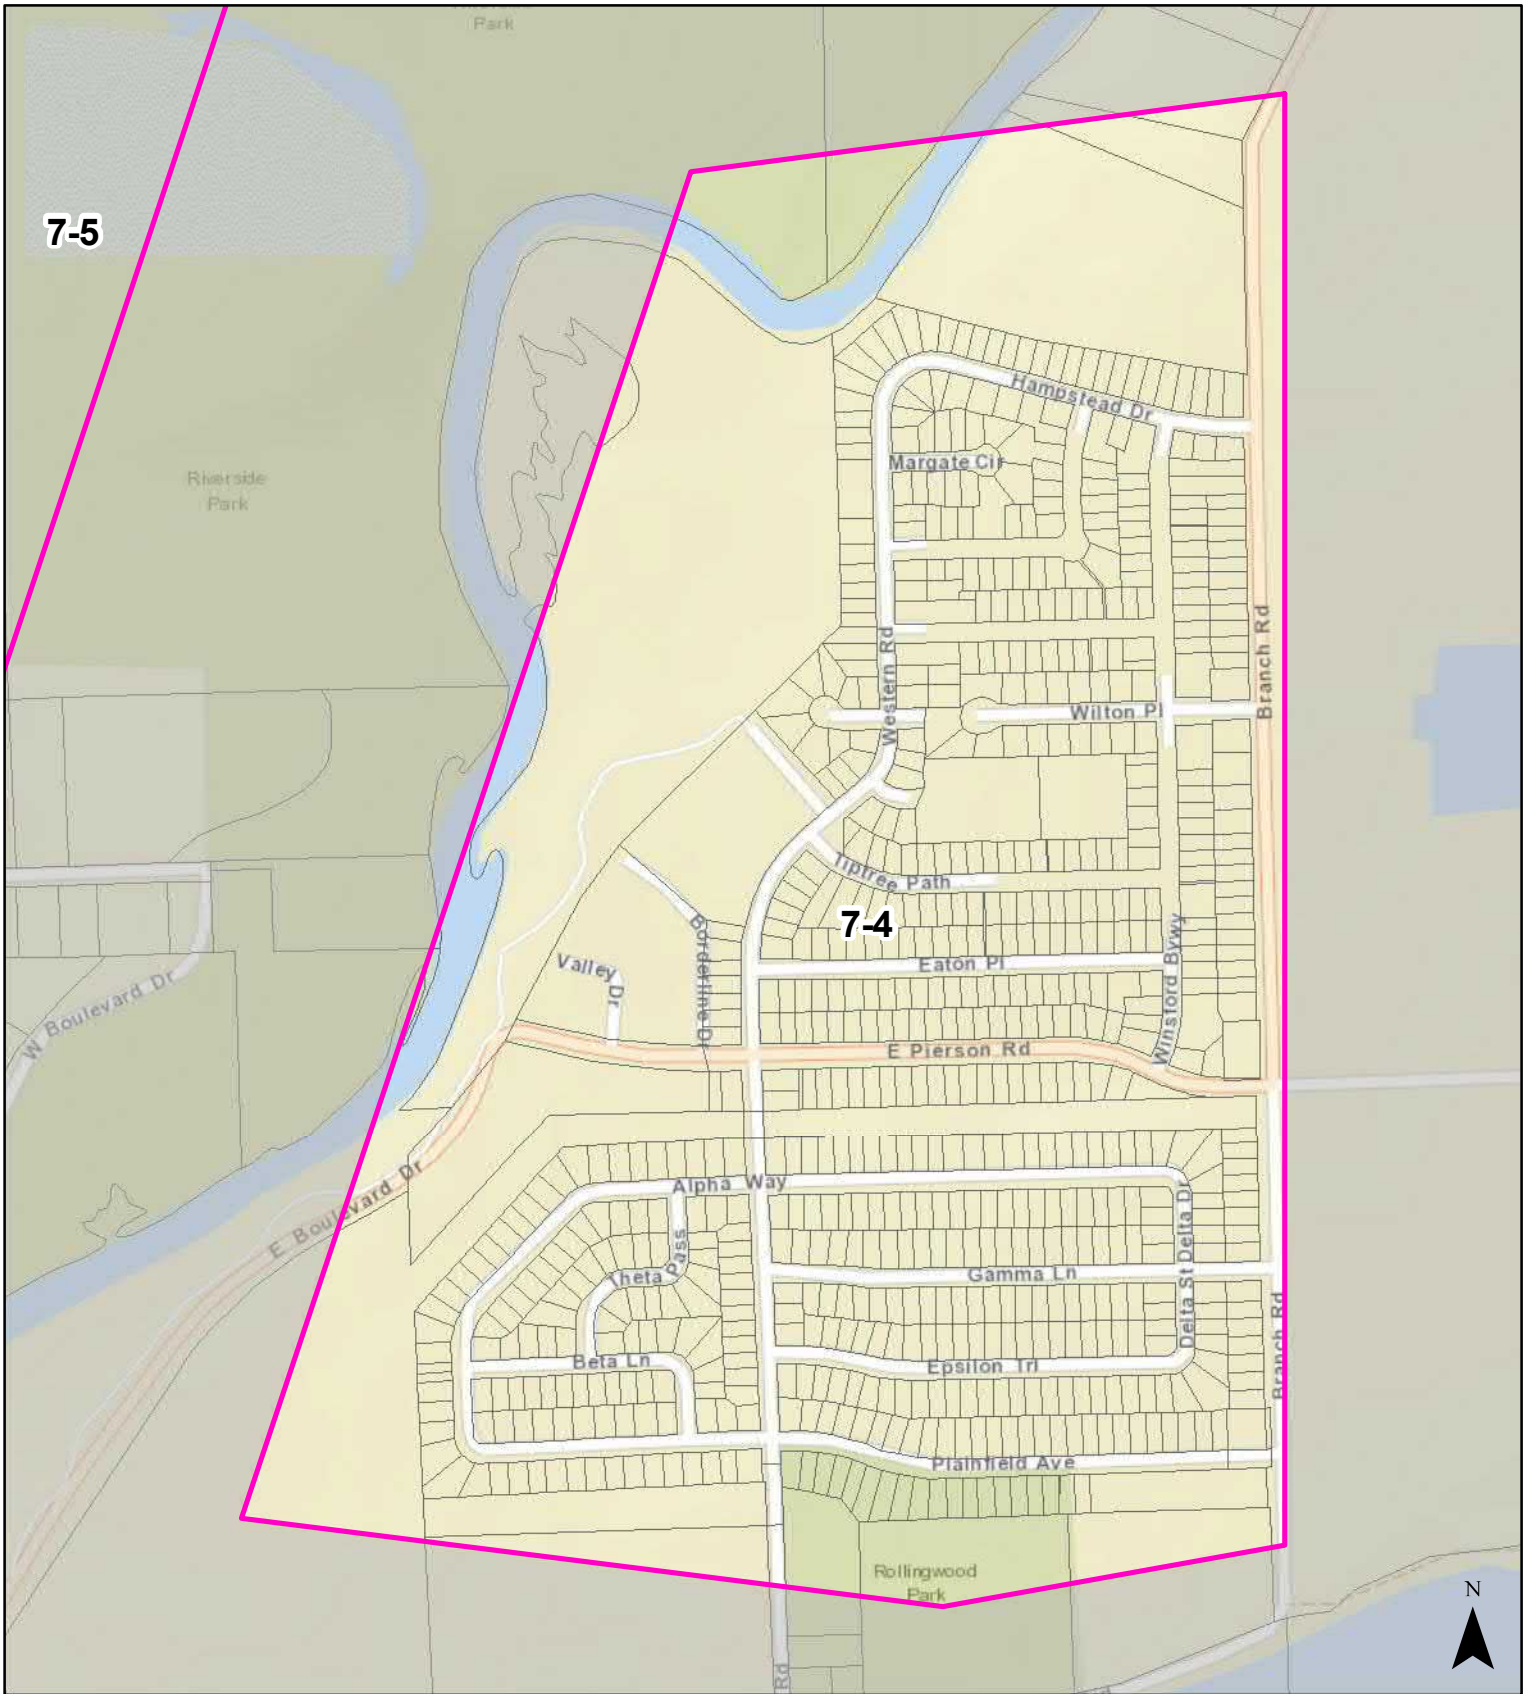 Park
7-5
Hampstead Dr
Margate Cir
Riverside
Park
Branch Rd
Western Rd
Wilton Pl
Tiptree Path
7-4
Borderline Dr
Winsford Bywy
Valley Dr
Eaton Pl
W Boulevard Dr
E Pierson Rd
E Boulevard Dr
Alpha Way
Delta St Delta Dr
Theta Pass
Gamma Ln
Branch Rd
Beta Ln
Epsilon Trl
Plainfield Ave
Rollingwood
Park
N
Rd